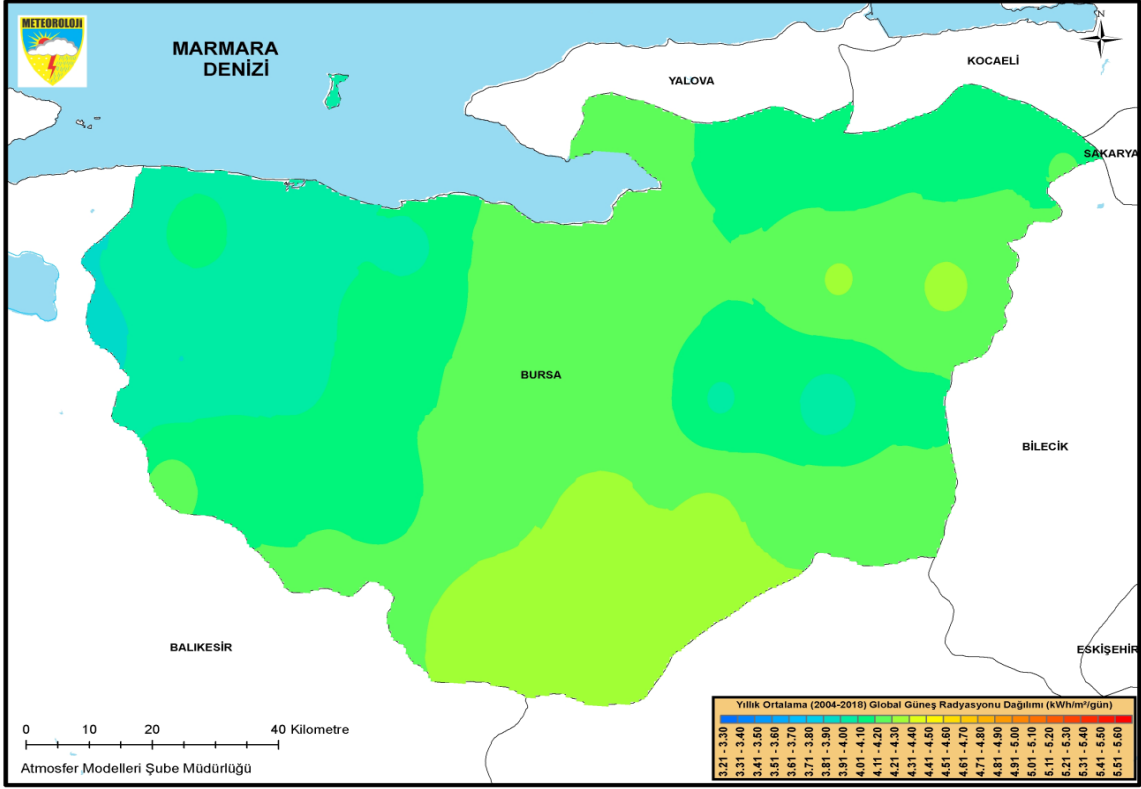 METEOROLOJİ
MARMARA
DENİZİ
N
YALOVA
KOCAELİ
SAKARYA
BURSA
BİLECİK
BALIKESİR
ESKİŞEHİR
0 10 20 40 Kilometre
Atmosfer Modelleri Şube Müdürlüğü
Yıllık Ortalama (2004-2018) Global Güneş Radyasyonu Dağılımı (kWh/m²/gün)
3.21 - 3.30
3.31 - 3.40
3.41 - 3.50
3.51 - 3.60
3.61 - 3.70
3.71 - 3.80
3.81 - 3.90
3.91 - 4.00
4.01 - 4.10
4.11 - 4.20
4.21 - 4.30
4.31 - 4.40
4.41 - 4.50
4.51 - 4.60
4.61 - 4.70
4.71 - 4.80
4.81 - 4.90
4.91 - 5.00
5.01 - 5.10
5.11 - 5.20
5.21 - 5.30
5.31 - 5.40
5.41 - 5.50
5.51 - 5.60